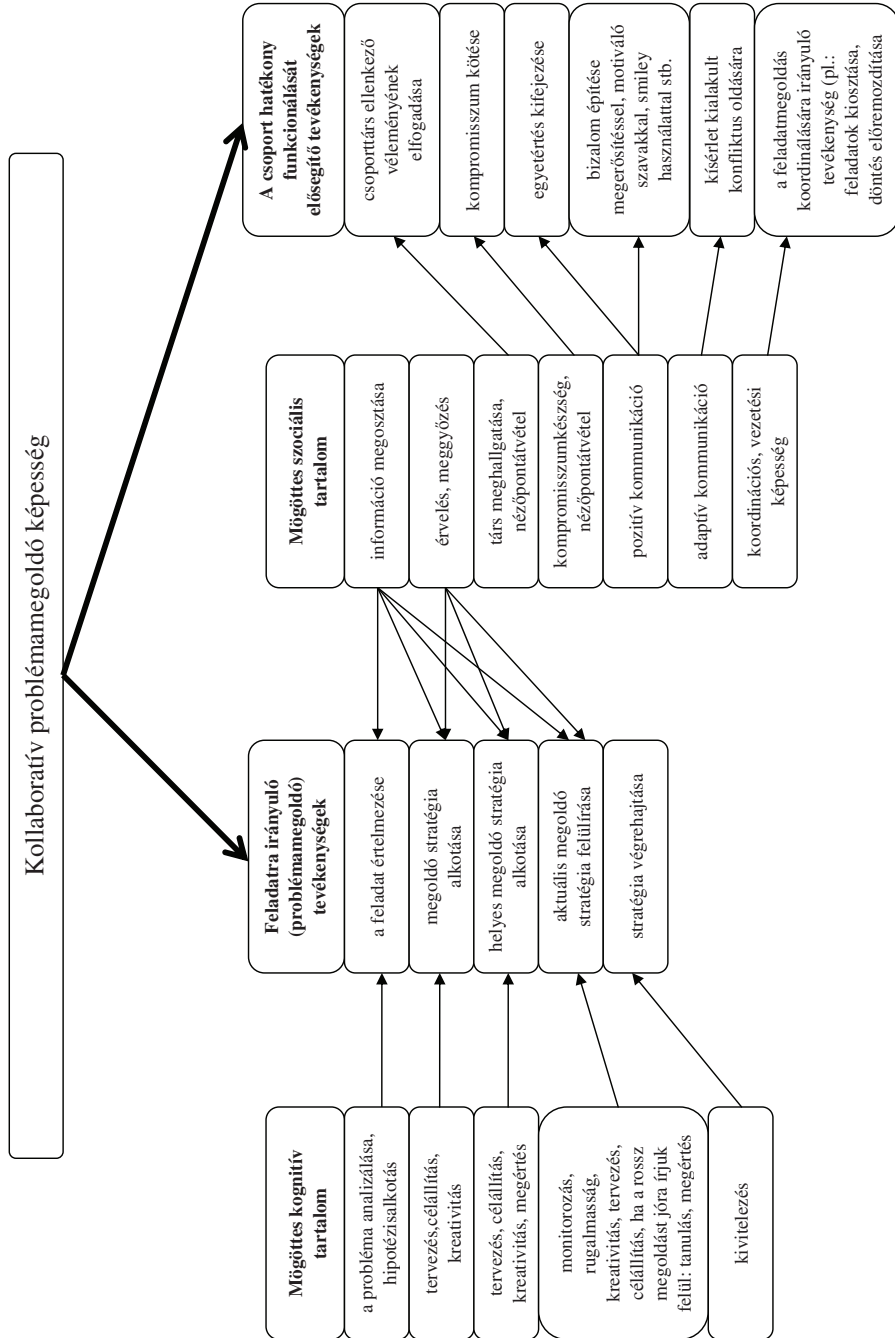 Kollaboratív problémamegoldó képesség
Mögöttes kognitív
tartalom
a probléma analizálása,
hipotézisalkotás
tervezés,célállítás,
kreativitás
tervezés, célállítás,
kreativitás, megértés
monitorozás,
rugalmasság,
kreativitás, tervezés,
célállítás, ha a rossz
megoldást jóra írjuk
felül: tanulás, megértés
kivitelezés
Feladatra irányuló
(problémamegoldó)
tevékenységek
a feladat értelmezése
megoldó stratégia
alkotása
helyes megoldó stratégia
alkotása
aktuális megoldó
stratégia felülírása
stratégia végrehajtása
Mögöttes szociális
tartalom
információ megosztása
érvelés, meggyőzés
társ meghallgatása,
nézőpontátvétel
kompromisszumkészség,
nézőpontátvétel
pozitív kommunikáció
adaptív kommunikáció
koordinációs, vezetési
képesség
A csoport hatékony
funkcionálását
elősegítő tevékenységek
csoporttárs ellenkező
véleményének
elfogadása
kompromisszum kötése
egyetértés kifejezése
bizalom építése
megerősítéssel, motiváló
szavakkal, smiley
használattal stb.
kísérlet kialakult
konfliktus oldására
a feladatmegoldás
koordinálására irányuló
tevékenység (pl.:
feladatok kiosztása,
döntés előremozdítása